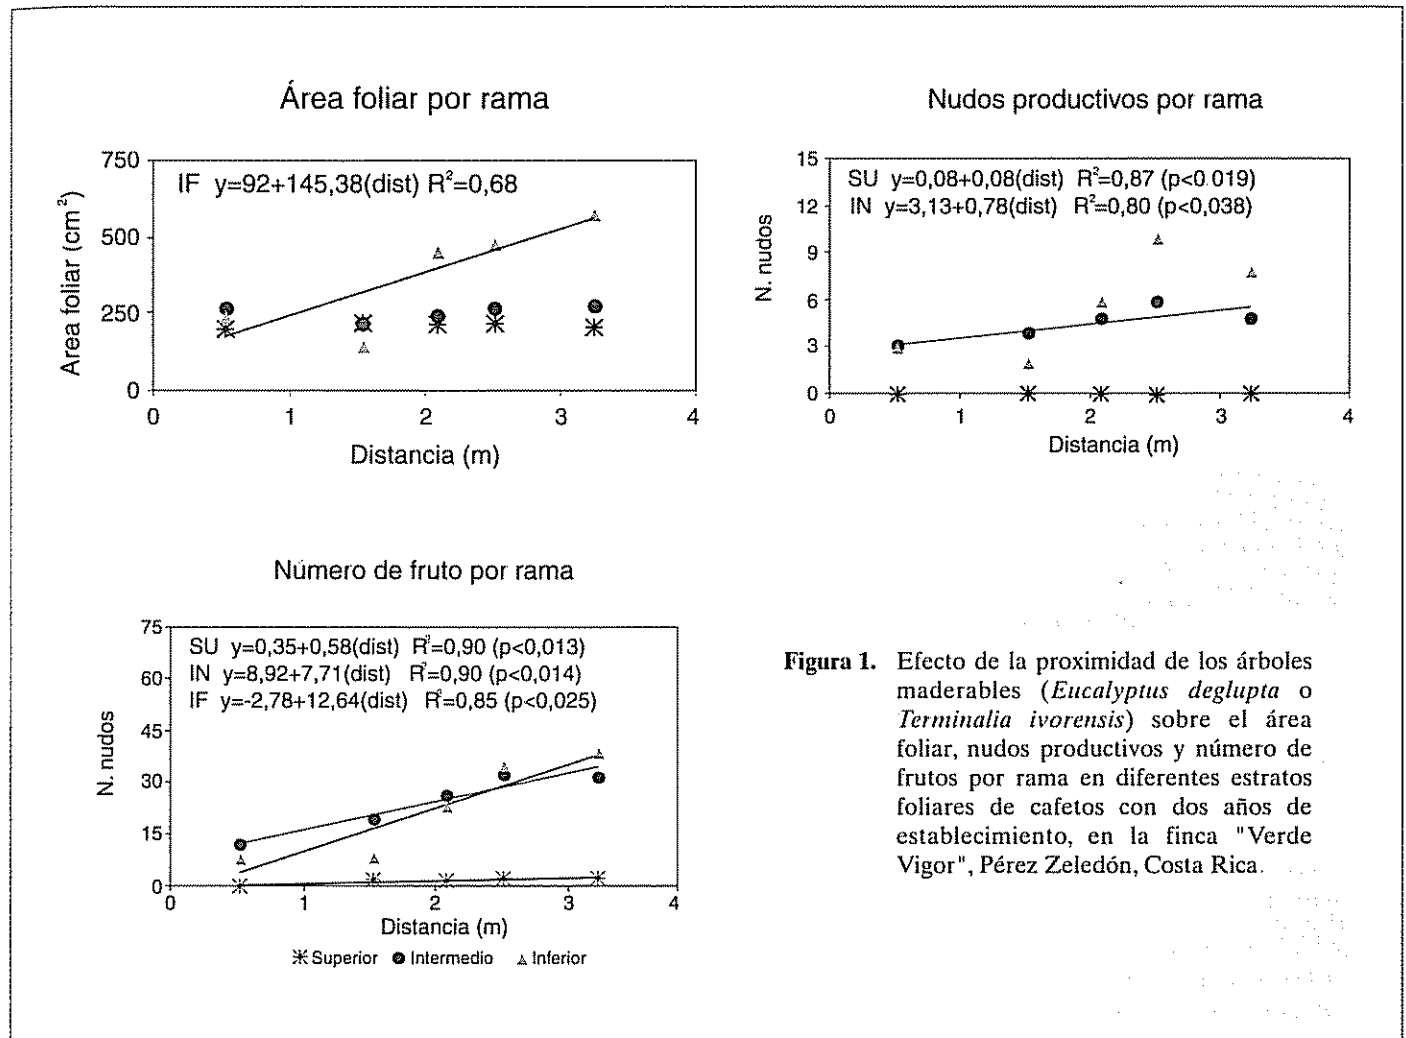 Área foliar por rama
750
500
250
0
Area foliar (cm²)
IF y=92+145,38(dist) R²=0,68
0 1 2 3 4
Distancia (m)
Nudos productivos por rama
15
12
9
6
3
0
N. nudos
SU y=0,08+0,08(dist) R²=0,87 (p<0.019)
IN y=3,13+0,78(dist) R²=0,80 (p<0,038)
0 1 2 3 4
Distancia (m)
Número de fruto por rama
75
60
45
30
15
0
N. nudos
SU y=0,35+0,58(dist) R²=0,90 (p<0,013)
IN y=8,92+7,71(dist) R²=0,90 (p<0,014)
IF y=-2,78+12,64(dist) R²=0,85 (p<0,025)
0 1 2 3 4
Distancia (m)
Superior Intermedio Inferior
Figura 1. Efecto de la proximidad de los árboles
maderables (Eucalyptus deglupta o
Terminalia ivorensis) sobre el área
foliar, nudos productivos y número de
frutos por rama en diferentes estratos
foliares de cafetos con dos años de
establecimiento, en la finca "Verde
Vigor", Pérez Zeledón, Costa Rica.